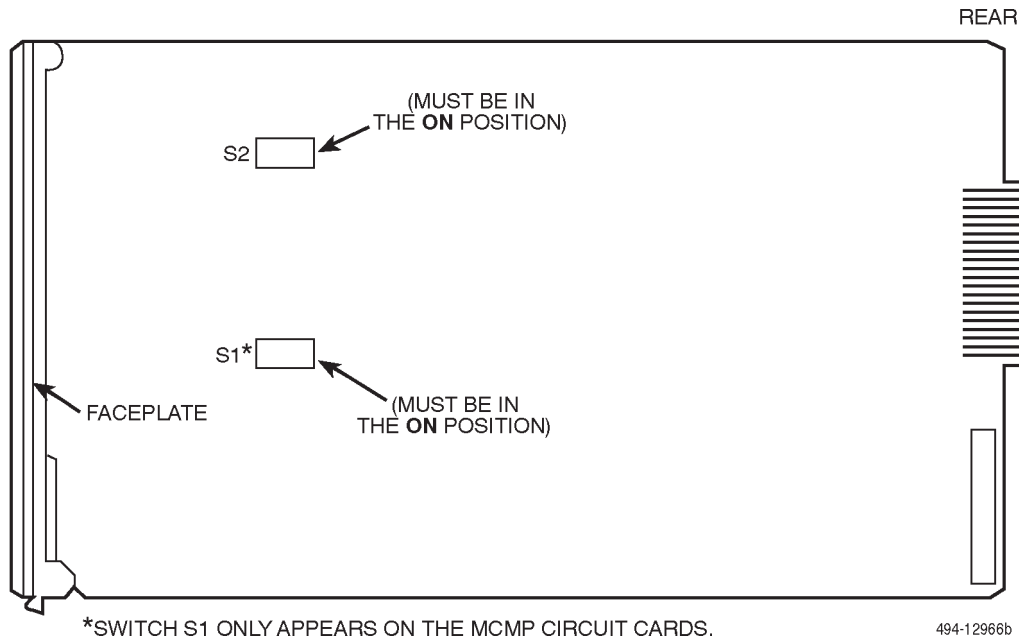 REAR
(MUST BE IN
THE ON POSITION)
S2
S1*
(MUST BE IN
THE ON POSITION)
FACEPLATE
*SWITCH S1 ONLY APPEARS ON THE MCMP CIRCUIT CARDS.
494-12966b